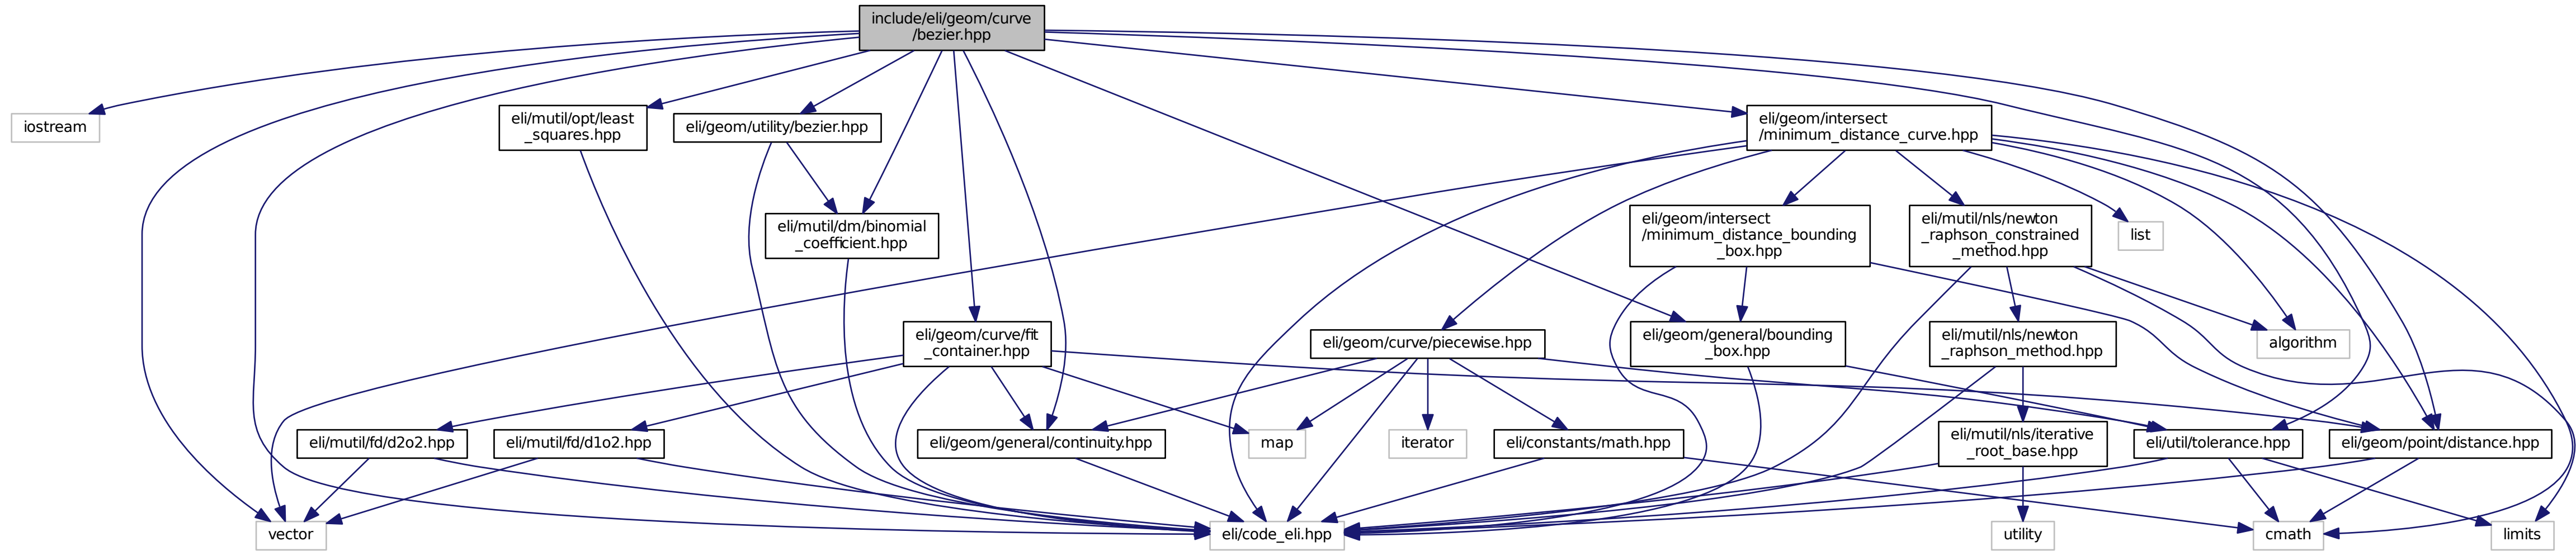 include/eli/geom/curve
/bezier.hpp
iostream
eli/mutil/opt/least
_squares.hpp
eli/geom/utility/bezier.hpp
eli/geom/intersect
/minimum_distance_curve.hpp
eli/mutil/dm/binomial
_coefficient.hpp
eli/geom/intersect
/minimum_distance_bounding
_box.hpp
eli/mutil/nls/newton
_raphson_constrained
_method.hpp
list
eli/geom/curve/fit
_container.hpp
eli/geom/curve/piecewise.hpp
eli/geom/general/bounding
_box.hpp
eli/mutil/nls/newton
_raphson_method.hpp
algorithm
eli/mutil/fd/d2o2.hpp
eli/mutil/fd/d1o2.hpp
eli/geom/general/continuity.hpp
map
iterator
eli/constants/math.hpp
eli/mutil/nls/iterative
_root_base.hpp
eli/util/tolerance.hpp
eli/geom/point/distance.hpp
vector
eli/code_eli.hpp
utility
cmath
limits